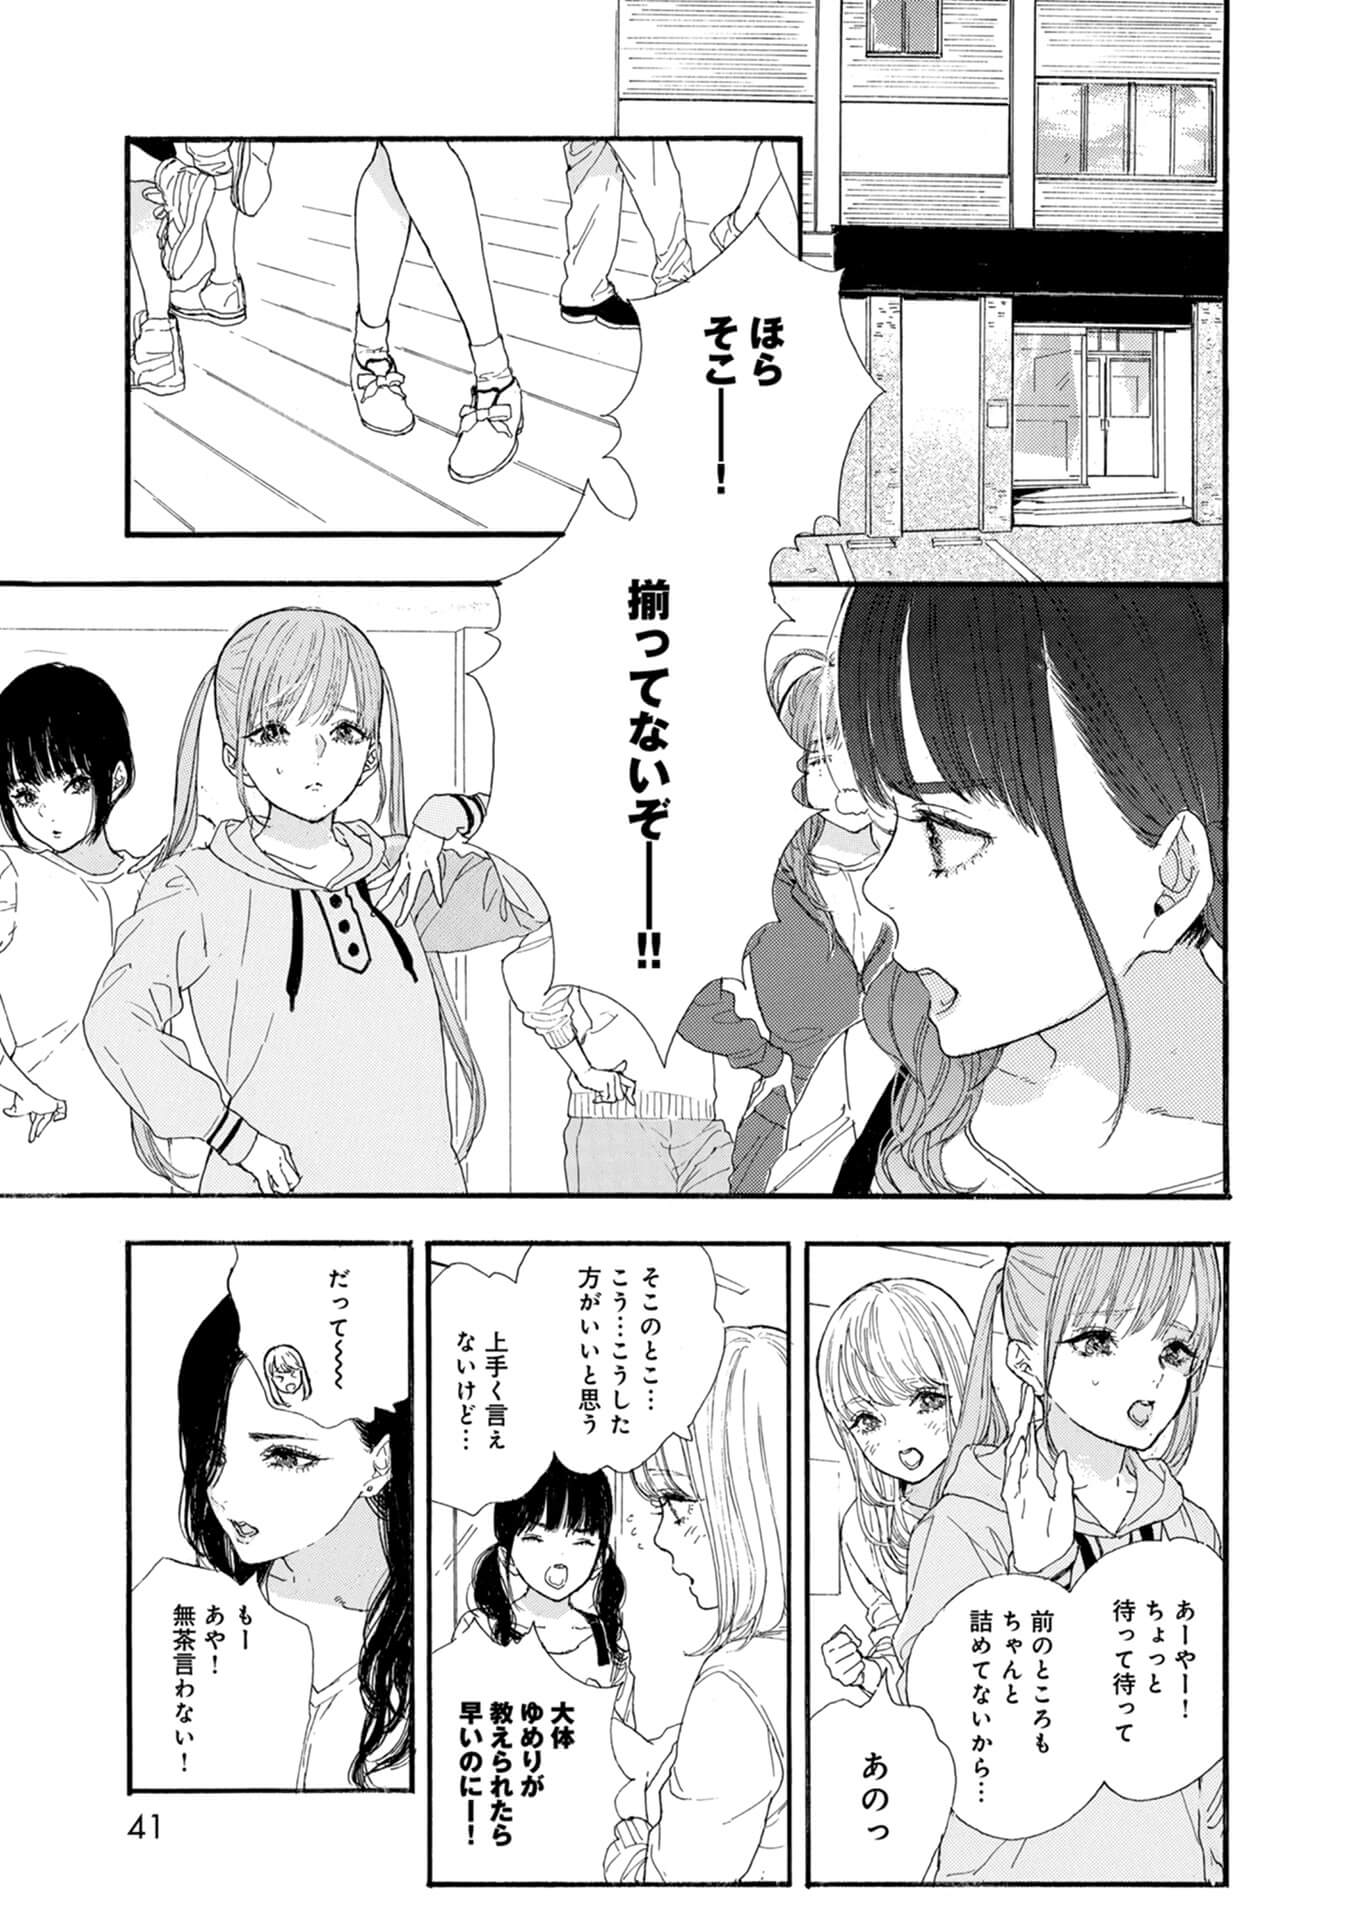 ほら
そこーー！
揃ってないぞーー!!
あーやー！
ちょっと
待って待って
前のところも
ちゃんと
詰めてないから…
あのっ
そこのとこ…
こう…こうした
方がいいと思う
上手く言え
ないけど…
大体
ゆめりが
教えられたら
早いのにー！
だって〜〜〜
もー
あや！
無茶言わない！
41